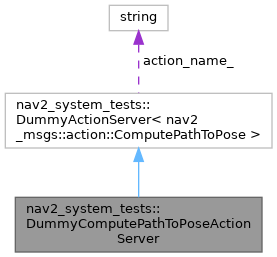 string
action_name_
nav2_system_tests::
DummyActionServer< nav2
_msgs::action::ComputePathToPose >
nav2_system_tests::
DummyComputePathToPoseAction
Server